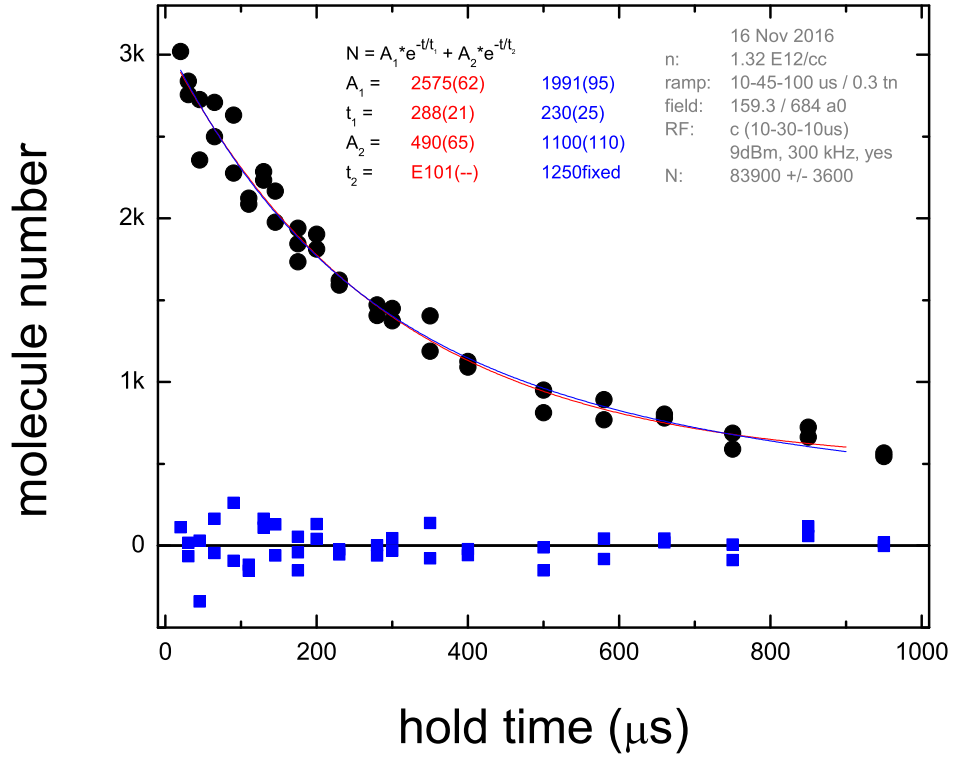 N = A1*e-t/t1 + A2*e-t/t2
A1 = 2575(62) 1991(95)
t1 = 288(21) 230(25)
A2 = 490(65) 1100(110)
t2 = E101(--) 1250fixed
16 Nov 2016
n: 1.32 E12/cc
ramp: 10-45-100 us / 0.3 tn
field: 159.3 / 684 a0
RF: c (10-30-10us)
9dBm, 300 kHz, yes
N: 83900 +/- 3600
molecule number
3k
2k
1k
0
0 200 400 600 800 1000
hold time (μs)